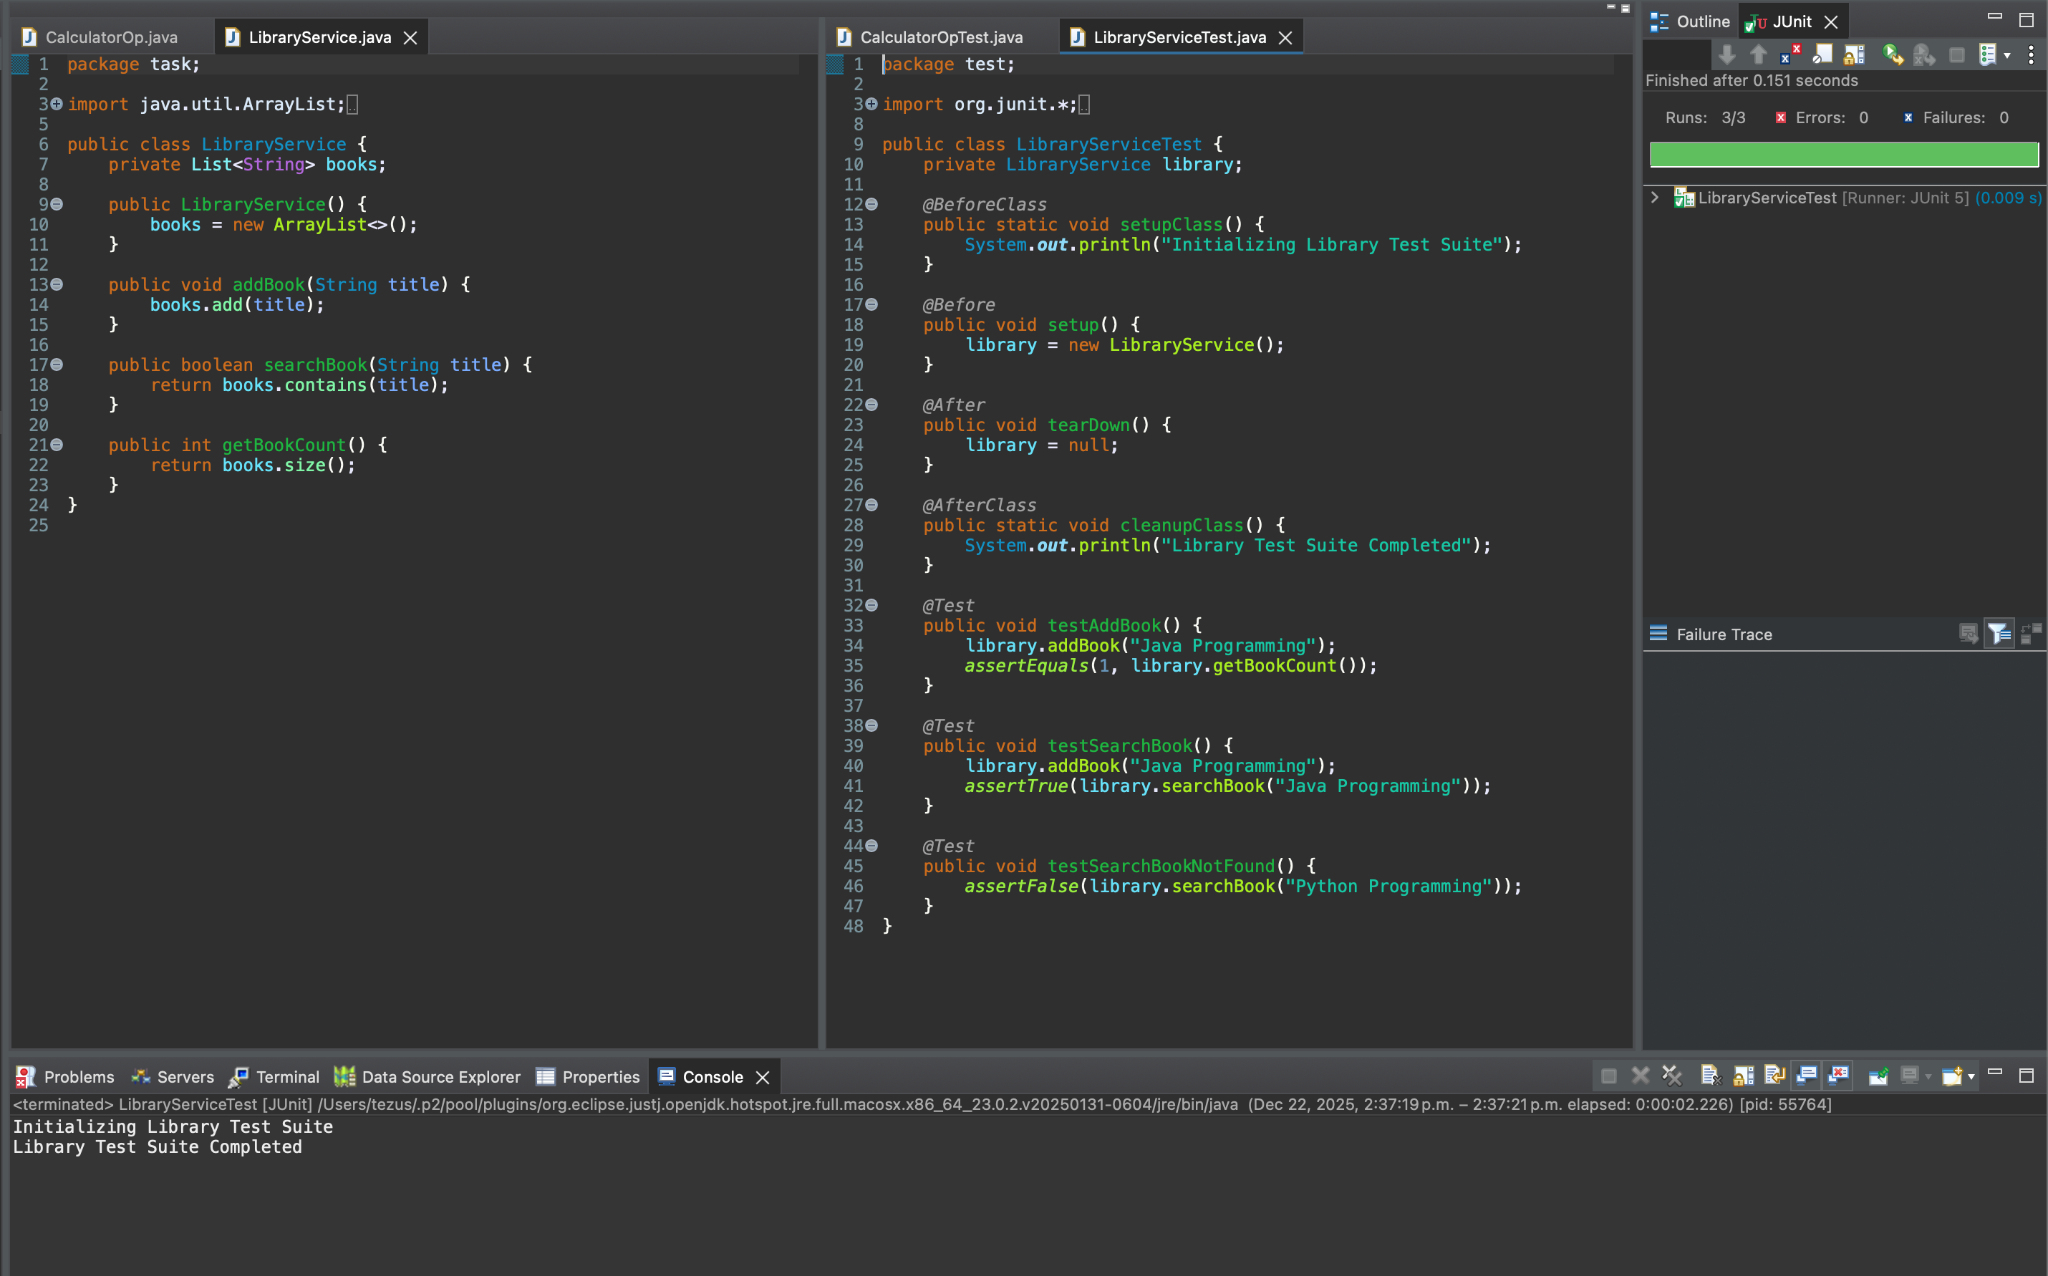 CalculatorOp.java
LibraryService.java
1 package task;
2
3 import java.util.ArrayList;
5
6 public class LibraryService {
7     private List<String> books;
8
9     public LibraryService() {
10         books = new ArrayList<>();
11     }
12
13     public void addBook(String title) {
14         books.add(title);
15     }
16
17     public boolean searchBook(String title) {
18         return books.contains(title);
19     }
20
21     public int getBookCount() {
22         return books.size();
23     }
24 }
25
CalculatorOpTest.java
LibraryServiceTest.java
1 package test;
2
3 import org.junit.*;
8
9 public class LibraryServiceTest {
10     private LibraryService library;
11
12     @BeforeClass
13     public static void setupClass() {
14         System.out.println("Initializing Library Test Suite");
15     }
16
17     @Before
18     public void setup() {
19         library = new LibraryService();
20     }
21
22     @After
23     public void tearDown() {
24         library = null;
25     }
26
27     @AfterClass
28     public static void cleanupClass() {
29         System.out.println("Library Test Suite Completed");
30     }
31
32     @Test
33     public void testAddBook() {
34         library.addBook("Java Programming");
35         assertEquals(1, library.getBookCount());
36     }
37
38     @Test
39     public void testSearchBook() {
40         library.addBook("Java Programming");
41         assertTrue(library.searchBook("Java Programming"));
42     }
43
44     @Test
45     public void testSearchBookNotFound() {
46         assertFalse(library.searchBook("Python Programming"));
47     }
48 }
Outline
JUnit
Finished after 0.151 seconds
Runs: 3/3 Errors: 0 Failures: 0
LibraryServiceTest [Runner: JUnit 5] (0.009 s)
Failure Trace
Problems Servers Terminal Data Source Explorer Properties Console
<terminated> LibraryServiceTest [JUnit] /Users/tezus/.p2/pool/plugins/org.eclipse.justj.openjdk.hotspot.jre.full.macosx.x86_64_23.0.2.v20250131-0604/jre/bin/java (Dec 22, 2025, 2:37:19 p.m. – 2:37:21 p.m. elapsed: 0:00:02.226) [pid: 55764]
Initializing Library Test Suite
Library Test Suite Completed